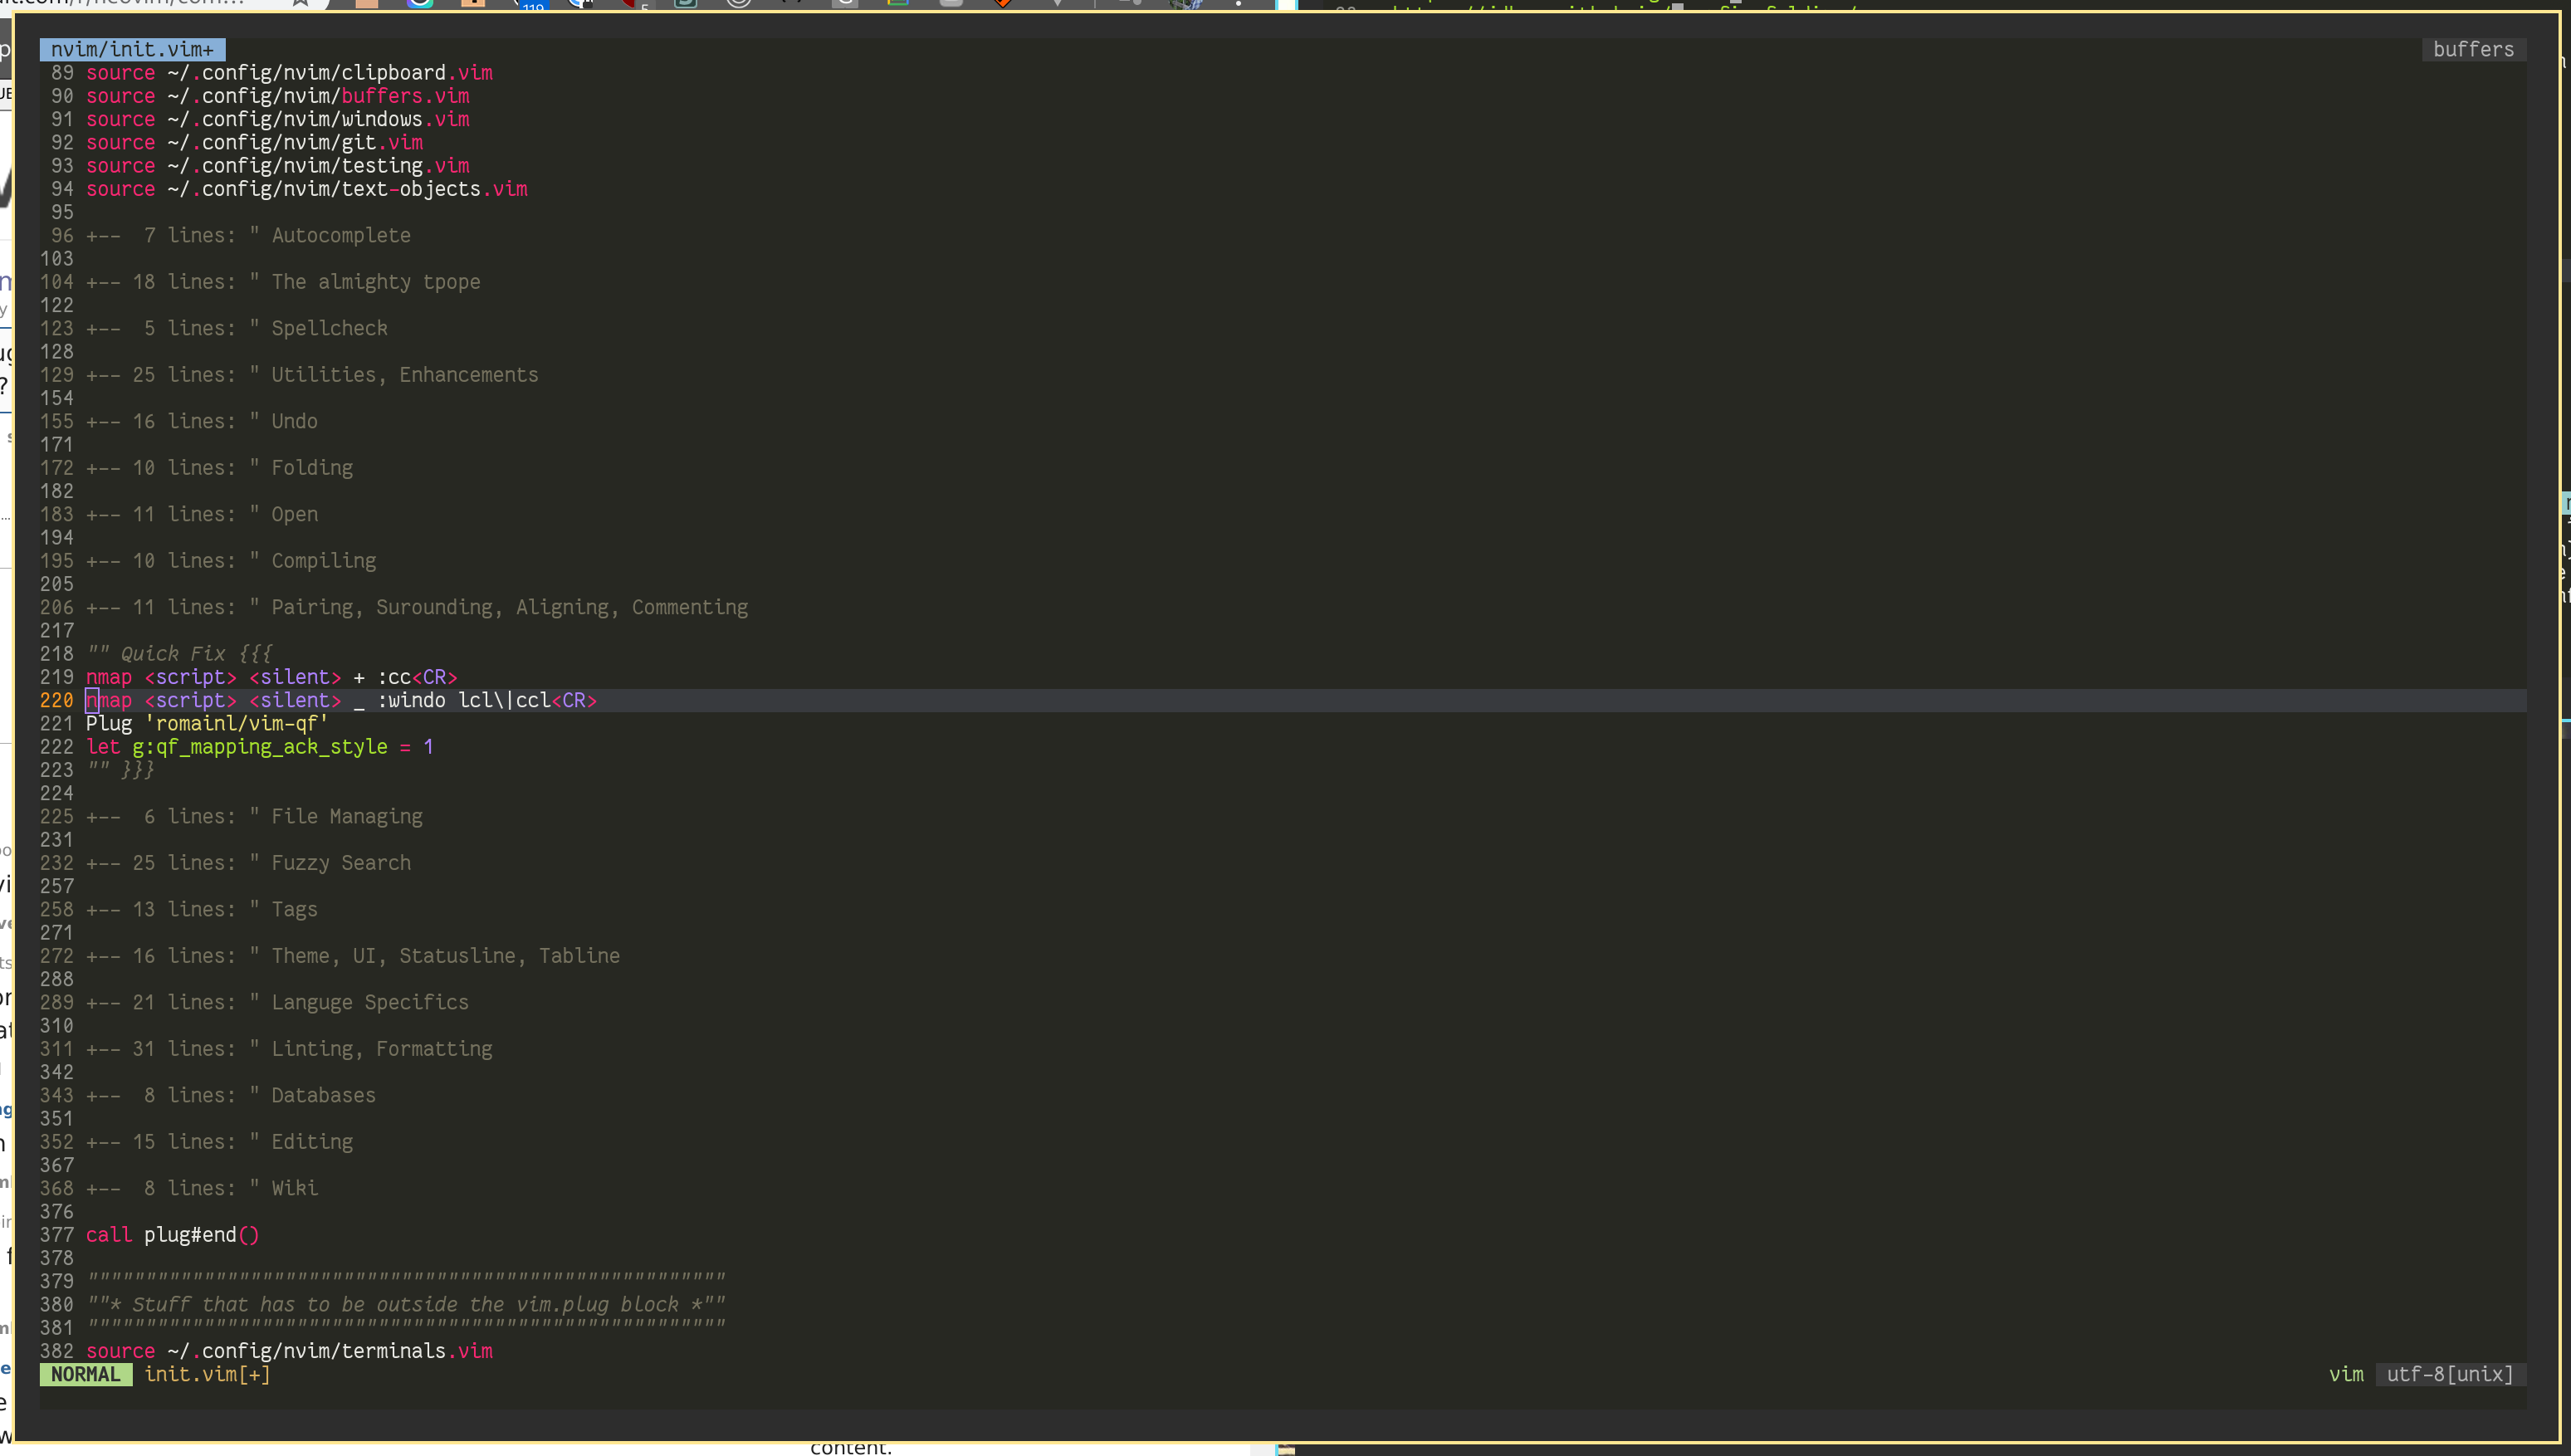 nvim/init.vim+ buffers
89 source ~/.config/nvim/clipboard.vim
90 source ~/.config/nvim/buffers.vim
91 source ~/.config/nvim/windows.vim
92 source ~/.config/nvim/git.vim
93 source ~/.config/nvim/testing.vim
94 source ~/.config/nvim/text-objects.vim
95
96 +--  7 lines: " Autocomplete
103
104 +-- 18 lines: " The almighty tpope
122
123 +--  5 lines: " Spellcheck
128
129 +-- 25 lines: " Utilities, Enhancements
154
155 +-- 16 lines: " Undo
171
172 +-- 10 lines: " Folding
182
183 +-- 11 lines: " Open
194
195 +-- 10 lines: " Compiling
205
206 +-- 11 lines: " Pairing, Surounding, Aligning, Commenting
217
218 "" Quick Fix {{{
219 nmap <script> <silent> + :cc<CR>
220 nmap <script> <silent> _ :windo lcl\|ccl<CR>
221 Plug 'romainl/vim-qf'
222 let g:qf_mapping_ack_style = 1
223 "" }}}
224
225 +--  6 lines: " File Managing
231
232 +-- 25 lines: " Fuzzy Search
257
258 +-- 13 lines: " Tags
271
272 +-- 16 lines: " Theme, UI, Statusline, Tabline
288
289 +-- 21 lines: " Languge Specifics
310
311 +-- 31 lines: " Linting, Formatting
342
343 +--  8 lines: " Databases
351
352 +-- 15 lines: " Editing
367
368 +--  8 lines: " Wiki
376
377 call plug#end()
378
379 """""""""""""""""""""""""""""""""""""""""""""""""""""""
380 ""* Stuff that has to be outside the vim.plug block *""
381 """""""""""""""""""""""""""""""""""""""""""""""""""""""
382 source ~/.config/nvim/terminals.vim
NORMAL init.vim[+] vim utf-8[unix]
content.